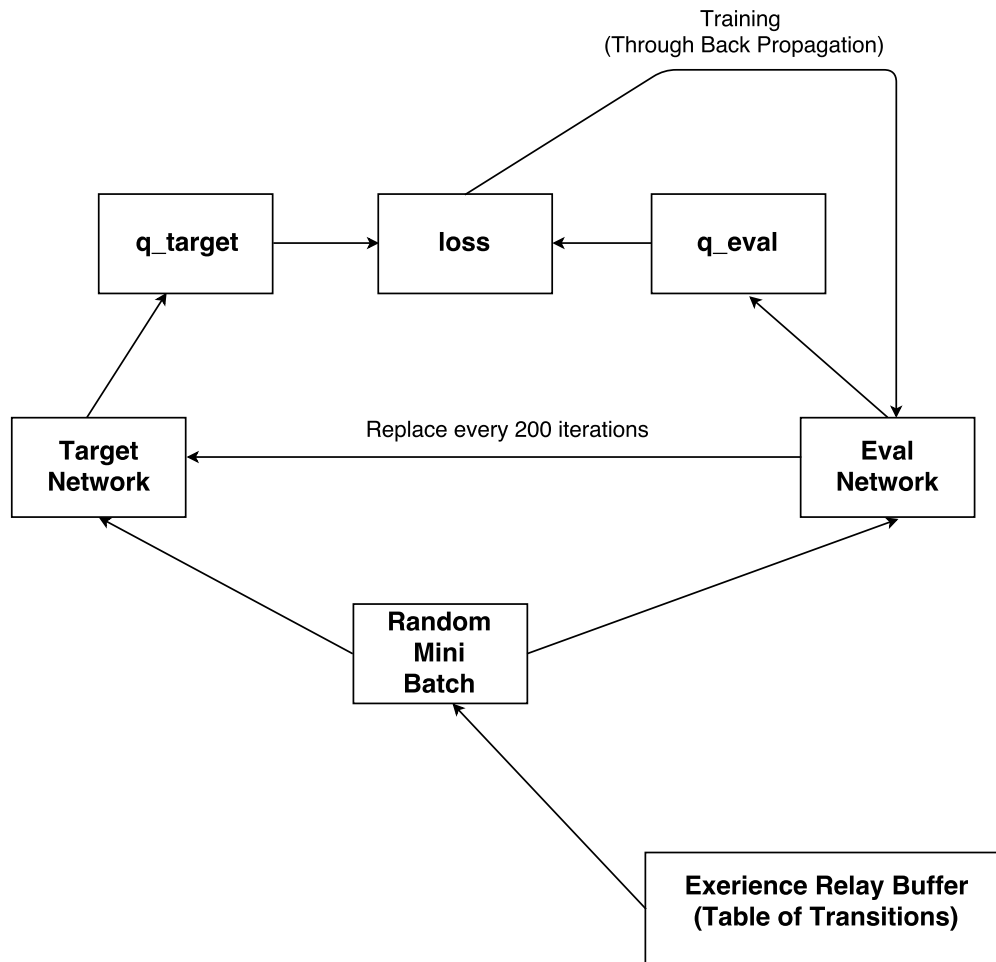 Training
(Through Back Propagation)
q_target
loss
q_eval
Replace every 200 iterations
Target
Network
Eval
Network
Random
Mini
Batch
Exerience Relay Buffer
(Table of Transitions)